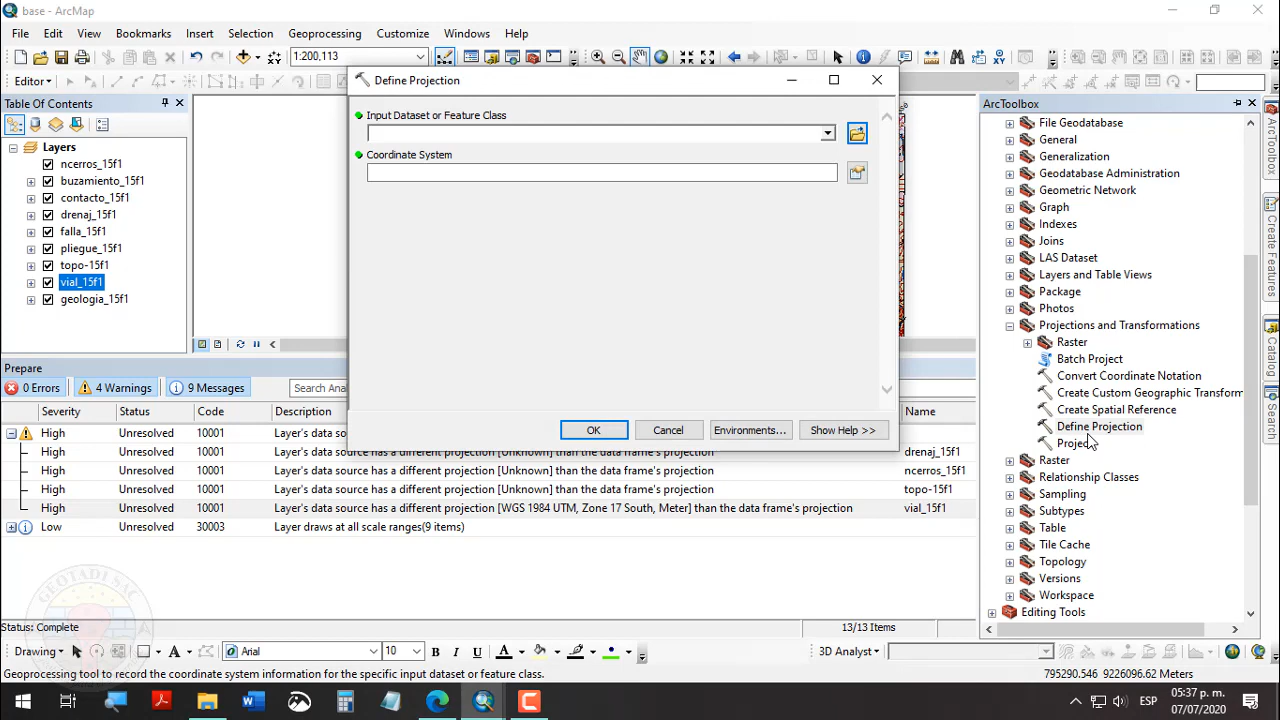 base - ArcMap
File Edit View Bookmarks Insert Selection Geoprocessing Customize Windows Help
1:200,113
Editor
Table Of Contents
Layers
ncerros_15f1
buzamiento_15f1
contacto_15f1
drenaj_15f1
falla_15f1
pliegue_15f1
topo-15f1
vial_15f1
geologia_15f1
Define Projection
Input Dataset or Feature Class
Coordinate System
OK Cancel Environments... Show Help >>
ArcToolbox
File Geodatabase
General
Generalization
Geodatabase Administration
Geometric Network
Graph
Indexes
Joins
LAS Dataset
Layers and Table Views
Package
Photos
Projections and Transformations
Raster
Batch Project
Convert Coordinate Notation
Create Custom Geographic Transform
Create Spatial Reference
Define Projection
Project
Raster
Relationship Classes
Sampling
Subtypes
Table
Tile Cache
Topology
Versions
Workspace
Editing Tools
ArcToolbox
Create Features
Catalog
Search
Prepare
0 Errors 4 Warnings 9 Messages Search Anal
Severity Status Code Description Name
High Unresolved 10001 Layer's data so
High Unresolved 10001 Layer's data source has a different projection [Unknown] than the data frame's projection drenaj_15f1
High Unresolved 10001 Layer's data source has a different projection [Unknown] than the data frame's projection ncerros_15f1
High Unresolved 10001 Layer's data source has a different projection [Unknown] than the data frame's projection topo-15f1
High Unresolved 10001 Layer's data source has a different projection [WGS 1984 UTM, Zone 17 South, Meter] than the data frame's projection vial_15f1
Low Unresolved 30003 Layer draws at all scale ranges(9 items)
Status: Complete 13/13 Items
Drawing Arial 10 B I U A 3D Analyst
Geoprocessing tool to record the coordinate system information for the specific input dataset or feature class. 795290.546 9226096.62 Meters
GEOTADI SAC
ESP 05:37 p. m.
07/07/2020